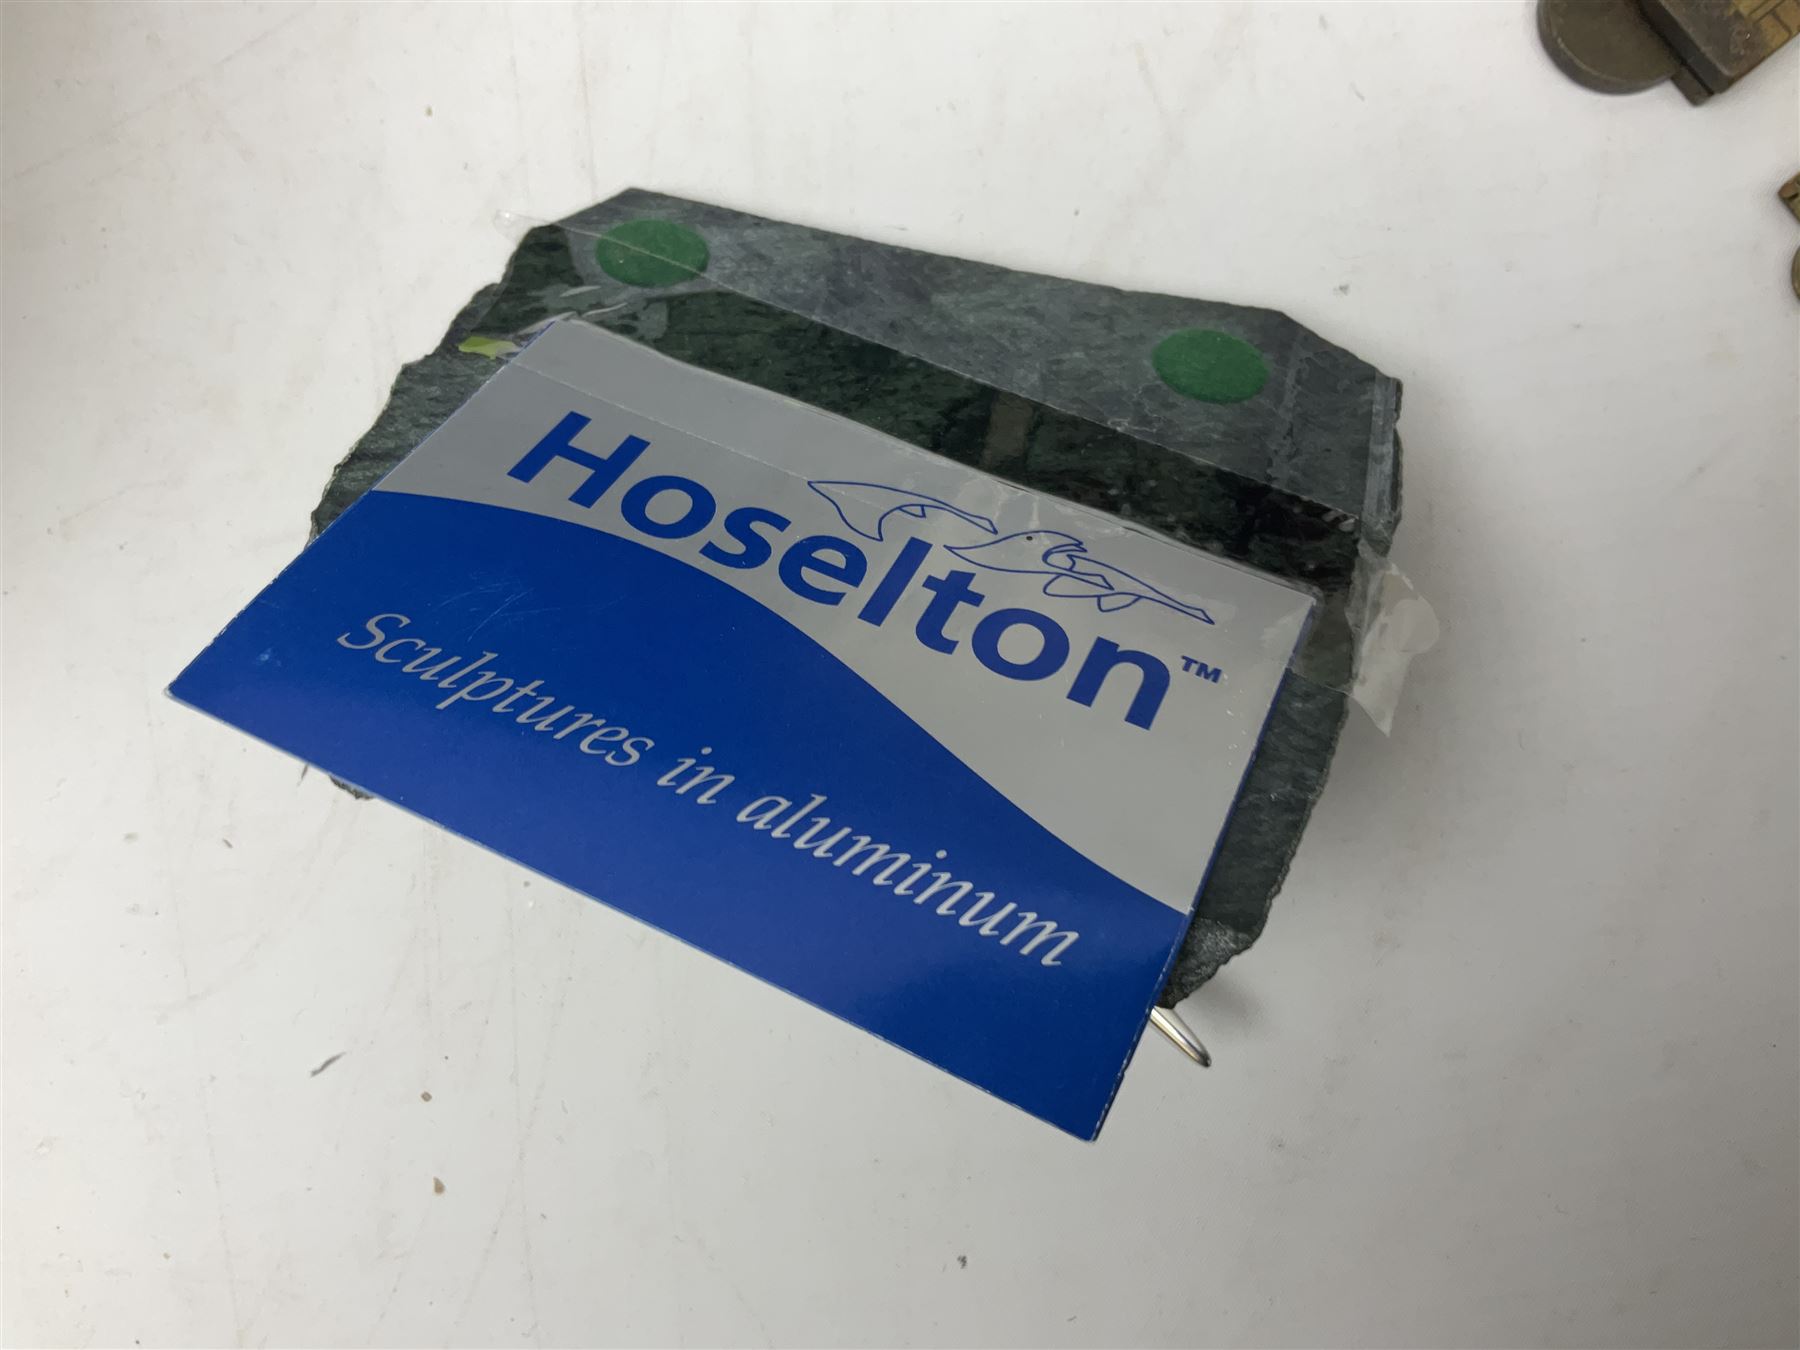 Hoselton™
Sculptures in aluminum